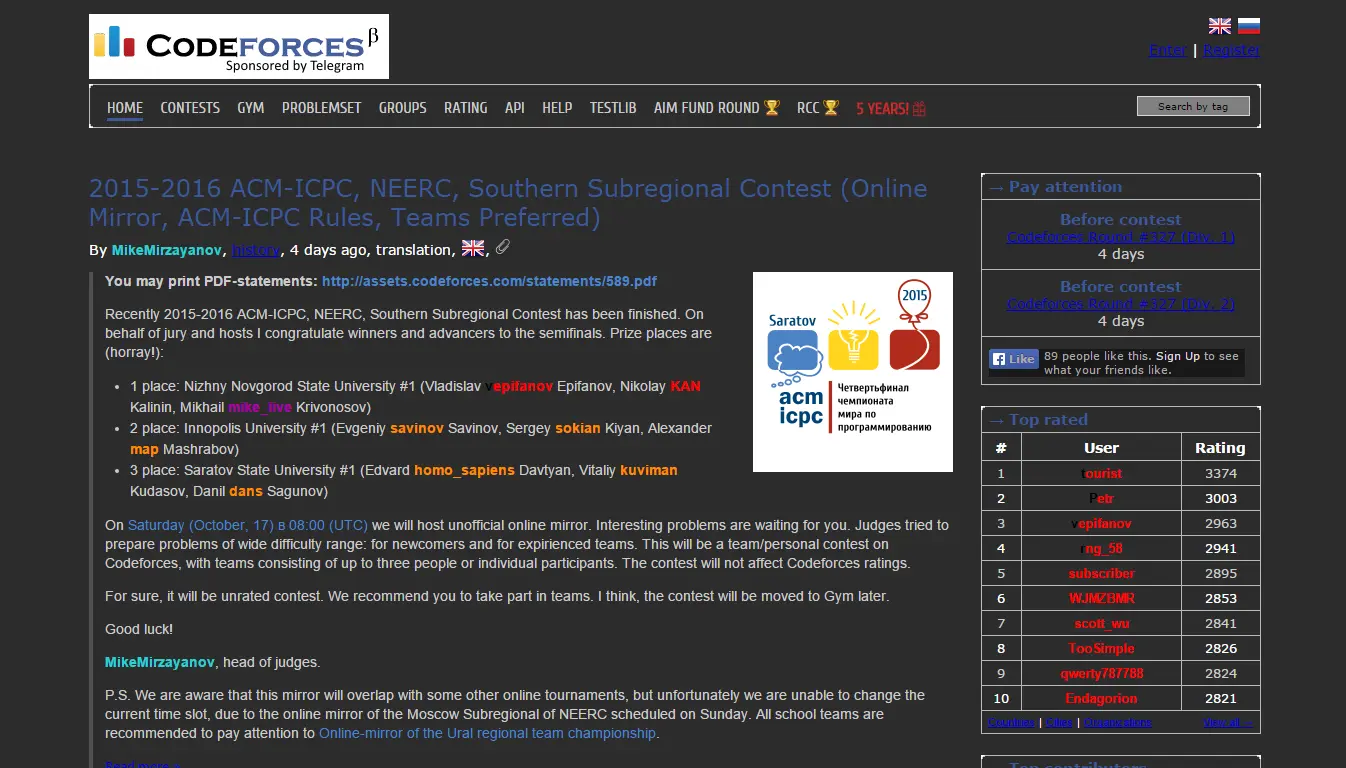 CODEFORCES β
Sponsored by Telegram
Enter | Register
HOME CONTESTS GYM PROBLEMSET GROUPS RATING API HELP TESTLIB AIM FUND ROUND RCC 5 YEARS!
Search by tag
2015-2016 ACM-ICPC, NEERC, Southern Subregional Contest (Online
Mirror, ACM-ICPC Rules, Teams Preferred)
By MikeMirzayanov, history, 4 days ago, translation,
You may print PDF-statements: http://assets.codeforces.com/statements/589.pdf
Recently 2015-2016 ACM-ICPC, NEERC, Southern Subregional Contest has been finished. On
behalf of jury and hosts I congratulate winners and advancers to the semifinals. Prize places are
(horray!):
• 1 place: Nizhny Novgorod State University #1 (Vladislav vepifanov Epifanov, Nikolay KAN
Kalinin, Mikhail mike_live Krivonosov)
• 2 place: Innopolis University #1 (Evgeniy savinov Savinov, Sergey sokian Kiyan, Alexander
map Mashrabov)
• 3 place: Saratov State University #1 (Edvard homo_sapiens Davtyan, Vitaliy kuviman
Kudasov, Danil dans Sagunov)
2015
Saratov
acm
icpc
Четвертьфинал
чемпионата
мира по
программированию
On Saturday (October, 17) в 08:00 (UTC) we will host unofficial online mirror. Interesting problems are waiting for you. Judges tried to
prepare problems of wide difficulty range: for newcomers and for expirienced teams. This will be a team/personal contest on
Codeforces, with teams consisting of up to three people or individual participants. The contest will not affect Codeforces ratings.
For sure, it will be unrated contest. We recommend you to take part in teams. I think, the contest will be moved to Gym later.
Good luck!
MikeMirzayanov, head of judges.
P.S. We are aware that this mirror will overlap with some other online tournaments, but unfortunately we are unable to change the
current time slot, due to the online mirror of the Moscow Subregional of NEERC scheduled on Sunday. All school teams are
recommended to pay attention to Online-mirror of the Ural regional team championship.
Read more »
→ Pay attention
Before contest
Codeforces Round #327 (Div. 1)
4 days
Before contest
Codeforces Round #327 (Div. 2)
4 days
Like 89 people like this. Sign Up to see
what your friends like.
→ Top rated
# User Rating
1 tourist 3374
2 Petr 3003
3 vepifanov 2963
4 rng_58 2941
5 subscriber 2895
6 WJMZBMR 2853
7 scott_wu 2841
8 TooSimple 2826
9 qwerty787788 2824
10 Endagorion 2821
Countries | Cities | Organizations View all →
→ Top contributors